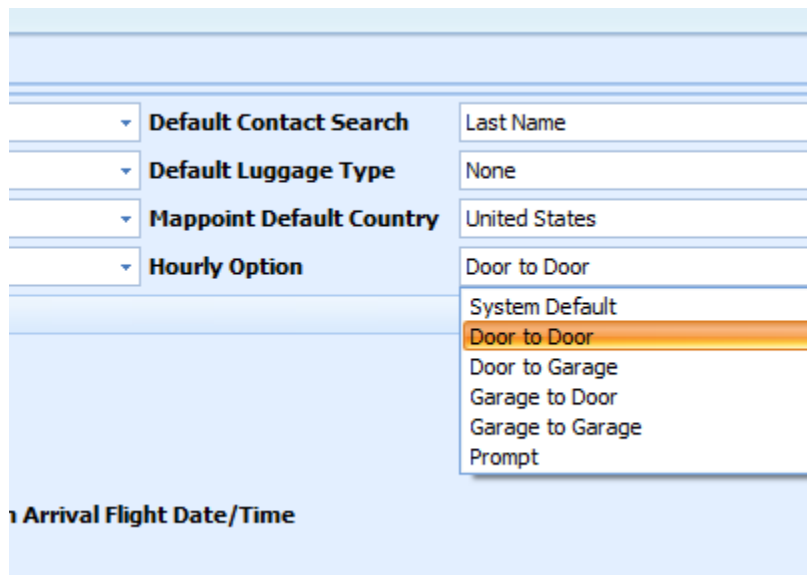 Default Contact Search Last Name
Default Luggage Type None
Mappoint Default Country United States
Hourly Option Door to Door
System Default
Door to Door
Door to Garage
Garage to Door
Garage to Garage
Prompt
Arrival Flight Date/Time